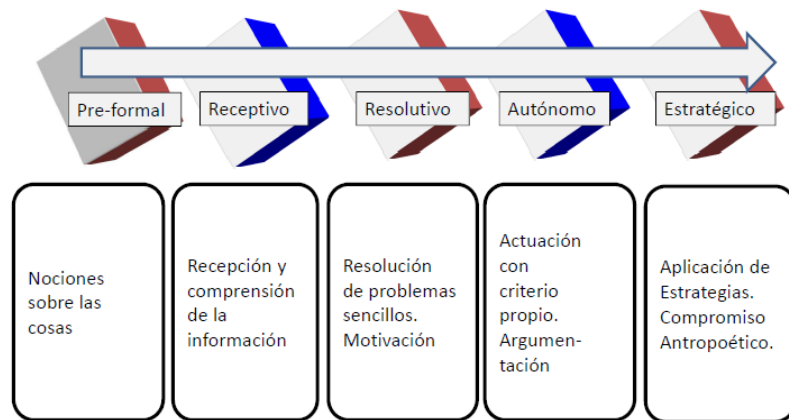 Pre-formal
Receptivo
Resolutivo
Autónomo
Estratégico
Nociones
sobre las
cosas
Recepción y
comprensión
de la
información
Resolución
de problemas
sencillos.
Motivación
Actuación
con
criterio
propio.
Argumen-
tación
Aplicación de
Estrategias.
Compromiso
Antropoético.